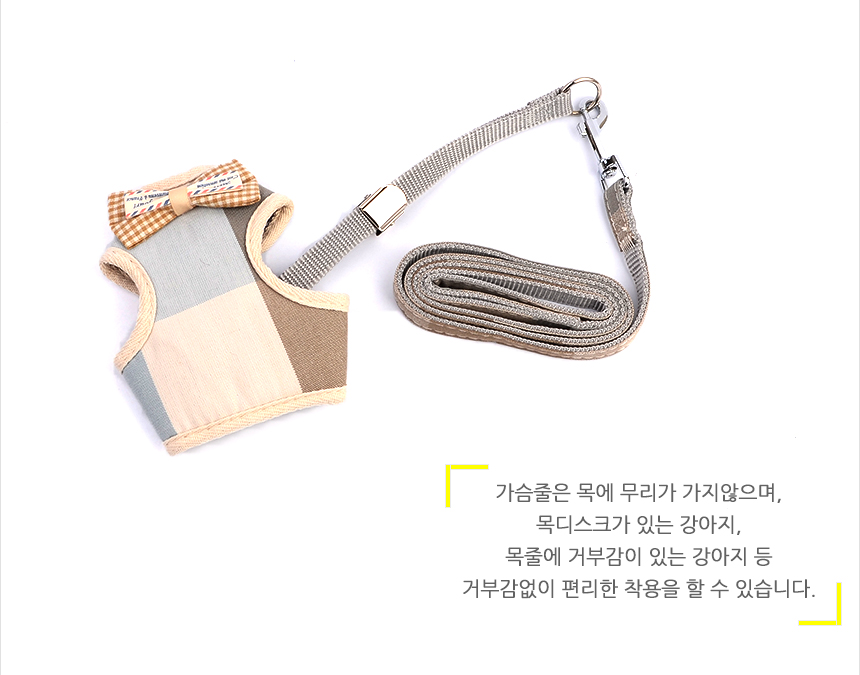 가슴줄은 목에 무리가 가지않으며,
목디스크가 있는 강아지,
목줄에 거부감이 있는 강아지 등
거부감없이 편리한 착용을 할 수 있습니다.